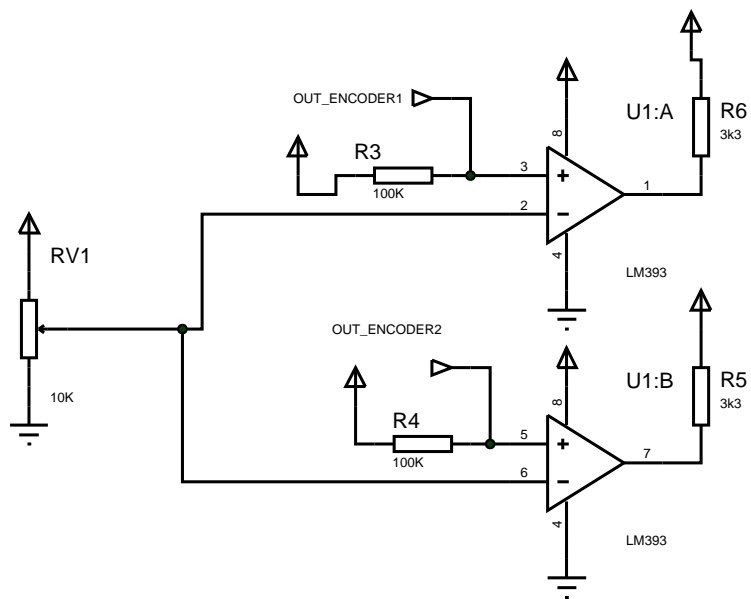 OUT_ENCODER1
R3
100K
3
2
8
4
1
U1:A
R6
3k3
LM393
RV1
10K
OUT_ENCODER2
R4
100K
5
6
8
4
7
U1:B
R5
3k3
LM393